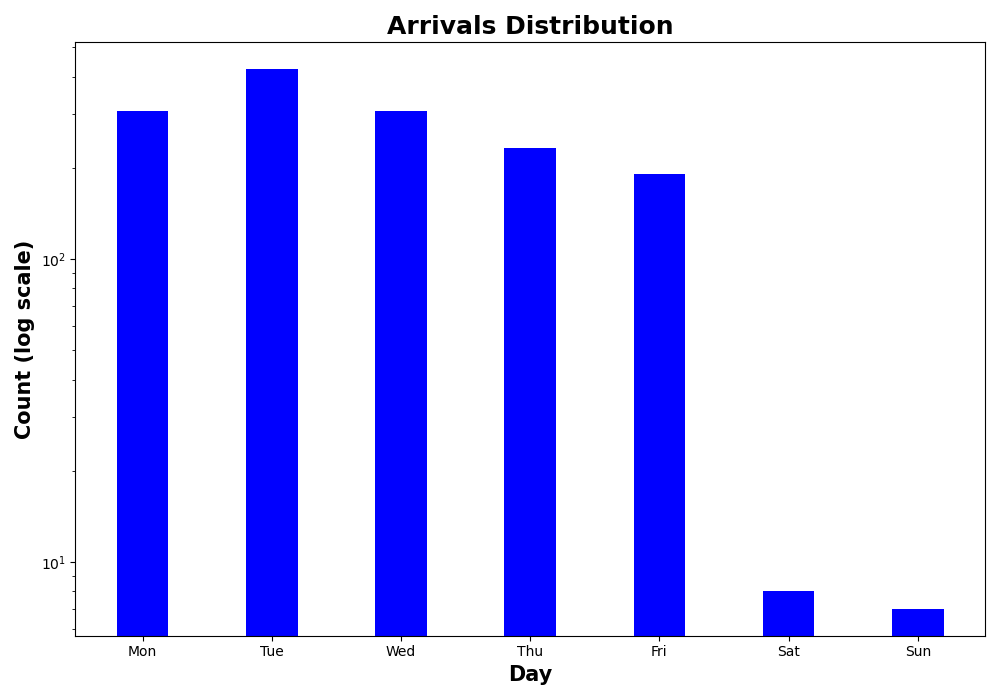 Arrivals Distribution
Count (log scale)
10²
10¹
Mon Tue Wed Thu Fri Sat Sun
Day